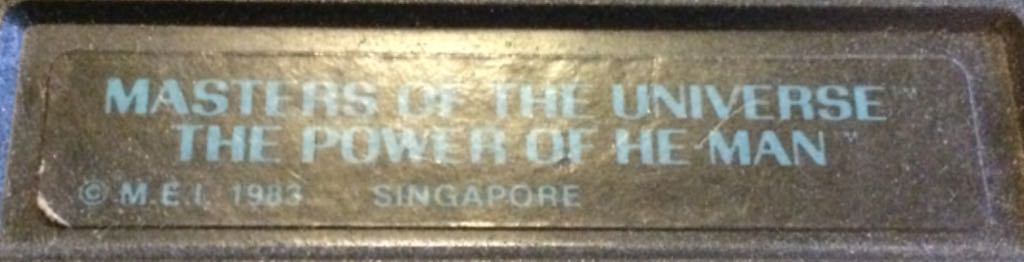 MASTERS OF THE UNIVERSE™
THE POWER OF HE MAN™
© M.E.I. 1983 SINGAPORE